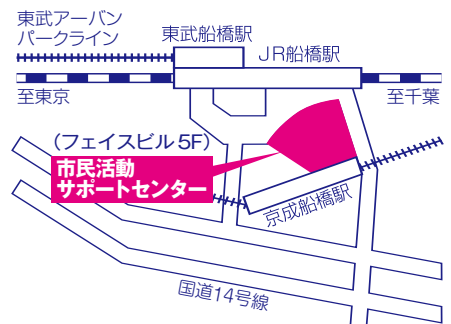 東武アーバン
パークライン
東武船橋駅
JR船橋駅
至東京
至千葉
(フェイスビル5F)
市民活動
サポートセンター
京成船橋駅
国道14号線